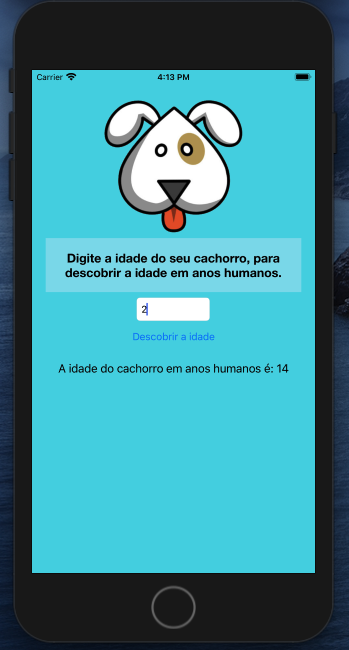 Carrier
4:13 PM
Digite a idade do seu cachorro, para
descobrir a idade em anos humanos.
2
Descobrir a idade
A idade do cachorro em anos humanos é: 14